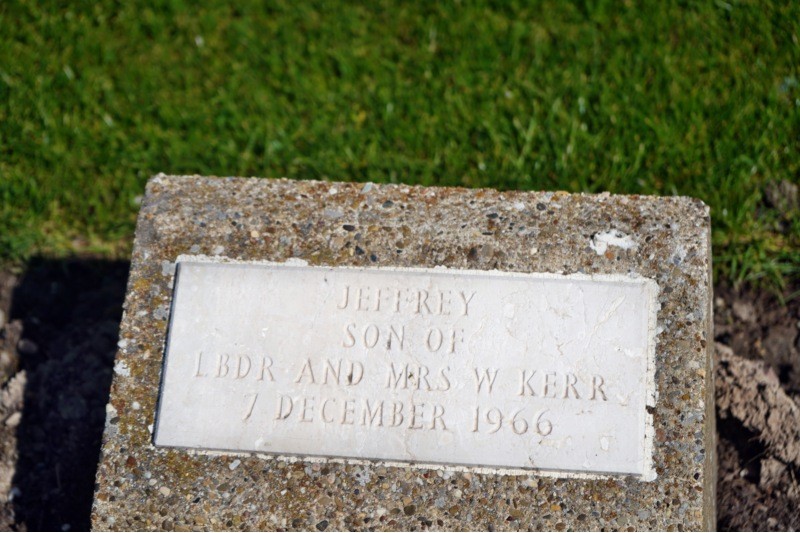 JEFFREY
SON OF
LBDR AND MRS W KERR
7 DECEMBER 1966